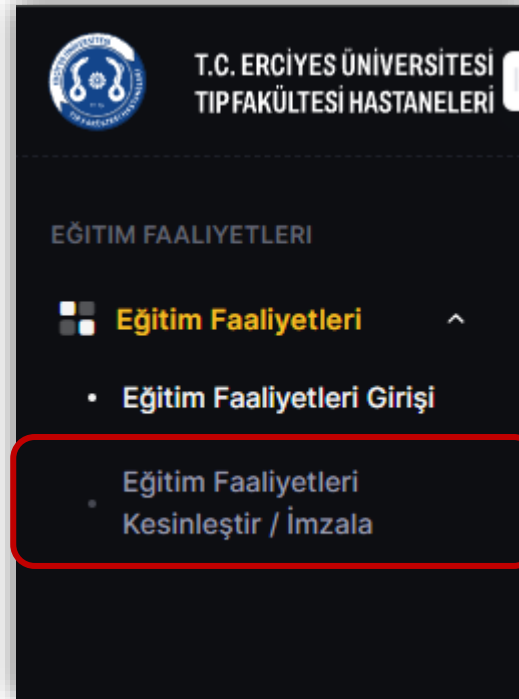 T.C. ERCİYES ÜNİVERSİTESİ
TIP FAKÜLTESİ HASTANELERİ
EĞITIM FAALIYETLERI
Eğitim Faaliyetleri
Eğitim Faaliyetleri Girişi
Eğitim Faaliyetleri
Kesinleştir / İmzala